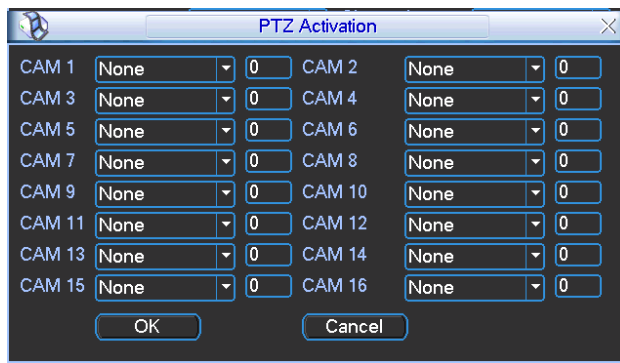 PTZ Activation
CAM 1 None 0 CAM 2 None 0
CAM 3 None 0 CAM 4 None 0
CAM 5 None 0 CAM 6 None 0
CAM 7 None 0 CAM 8 None 0
CAM 9 None 0 CAM 10 None 0
CAM 11 None 0 CAM 12 None 0
CAM 13 None 0 CAM 14 None 0
CAM 15 None 0 CAM 16 None 0
OK Cancel